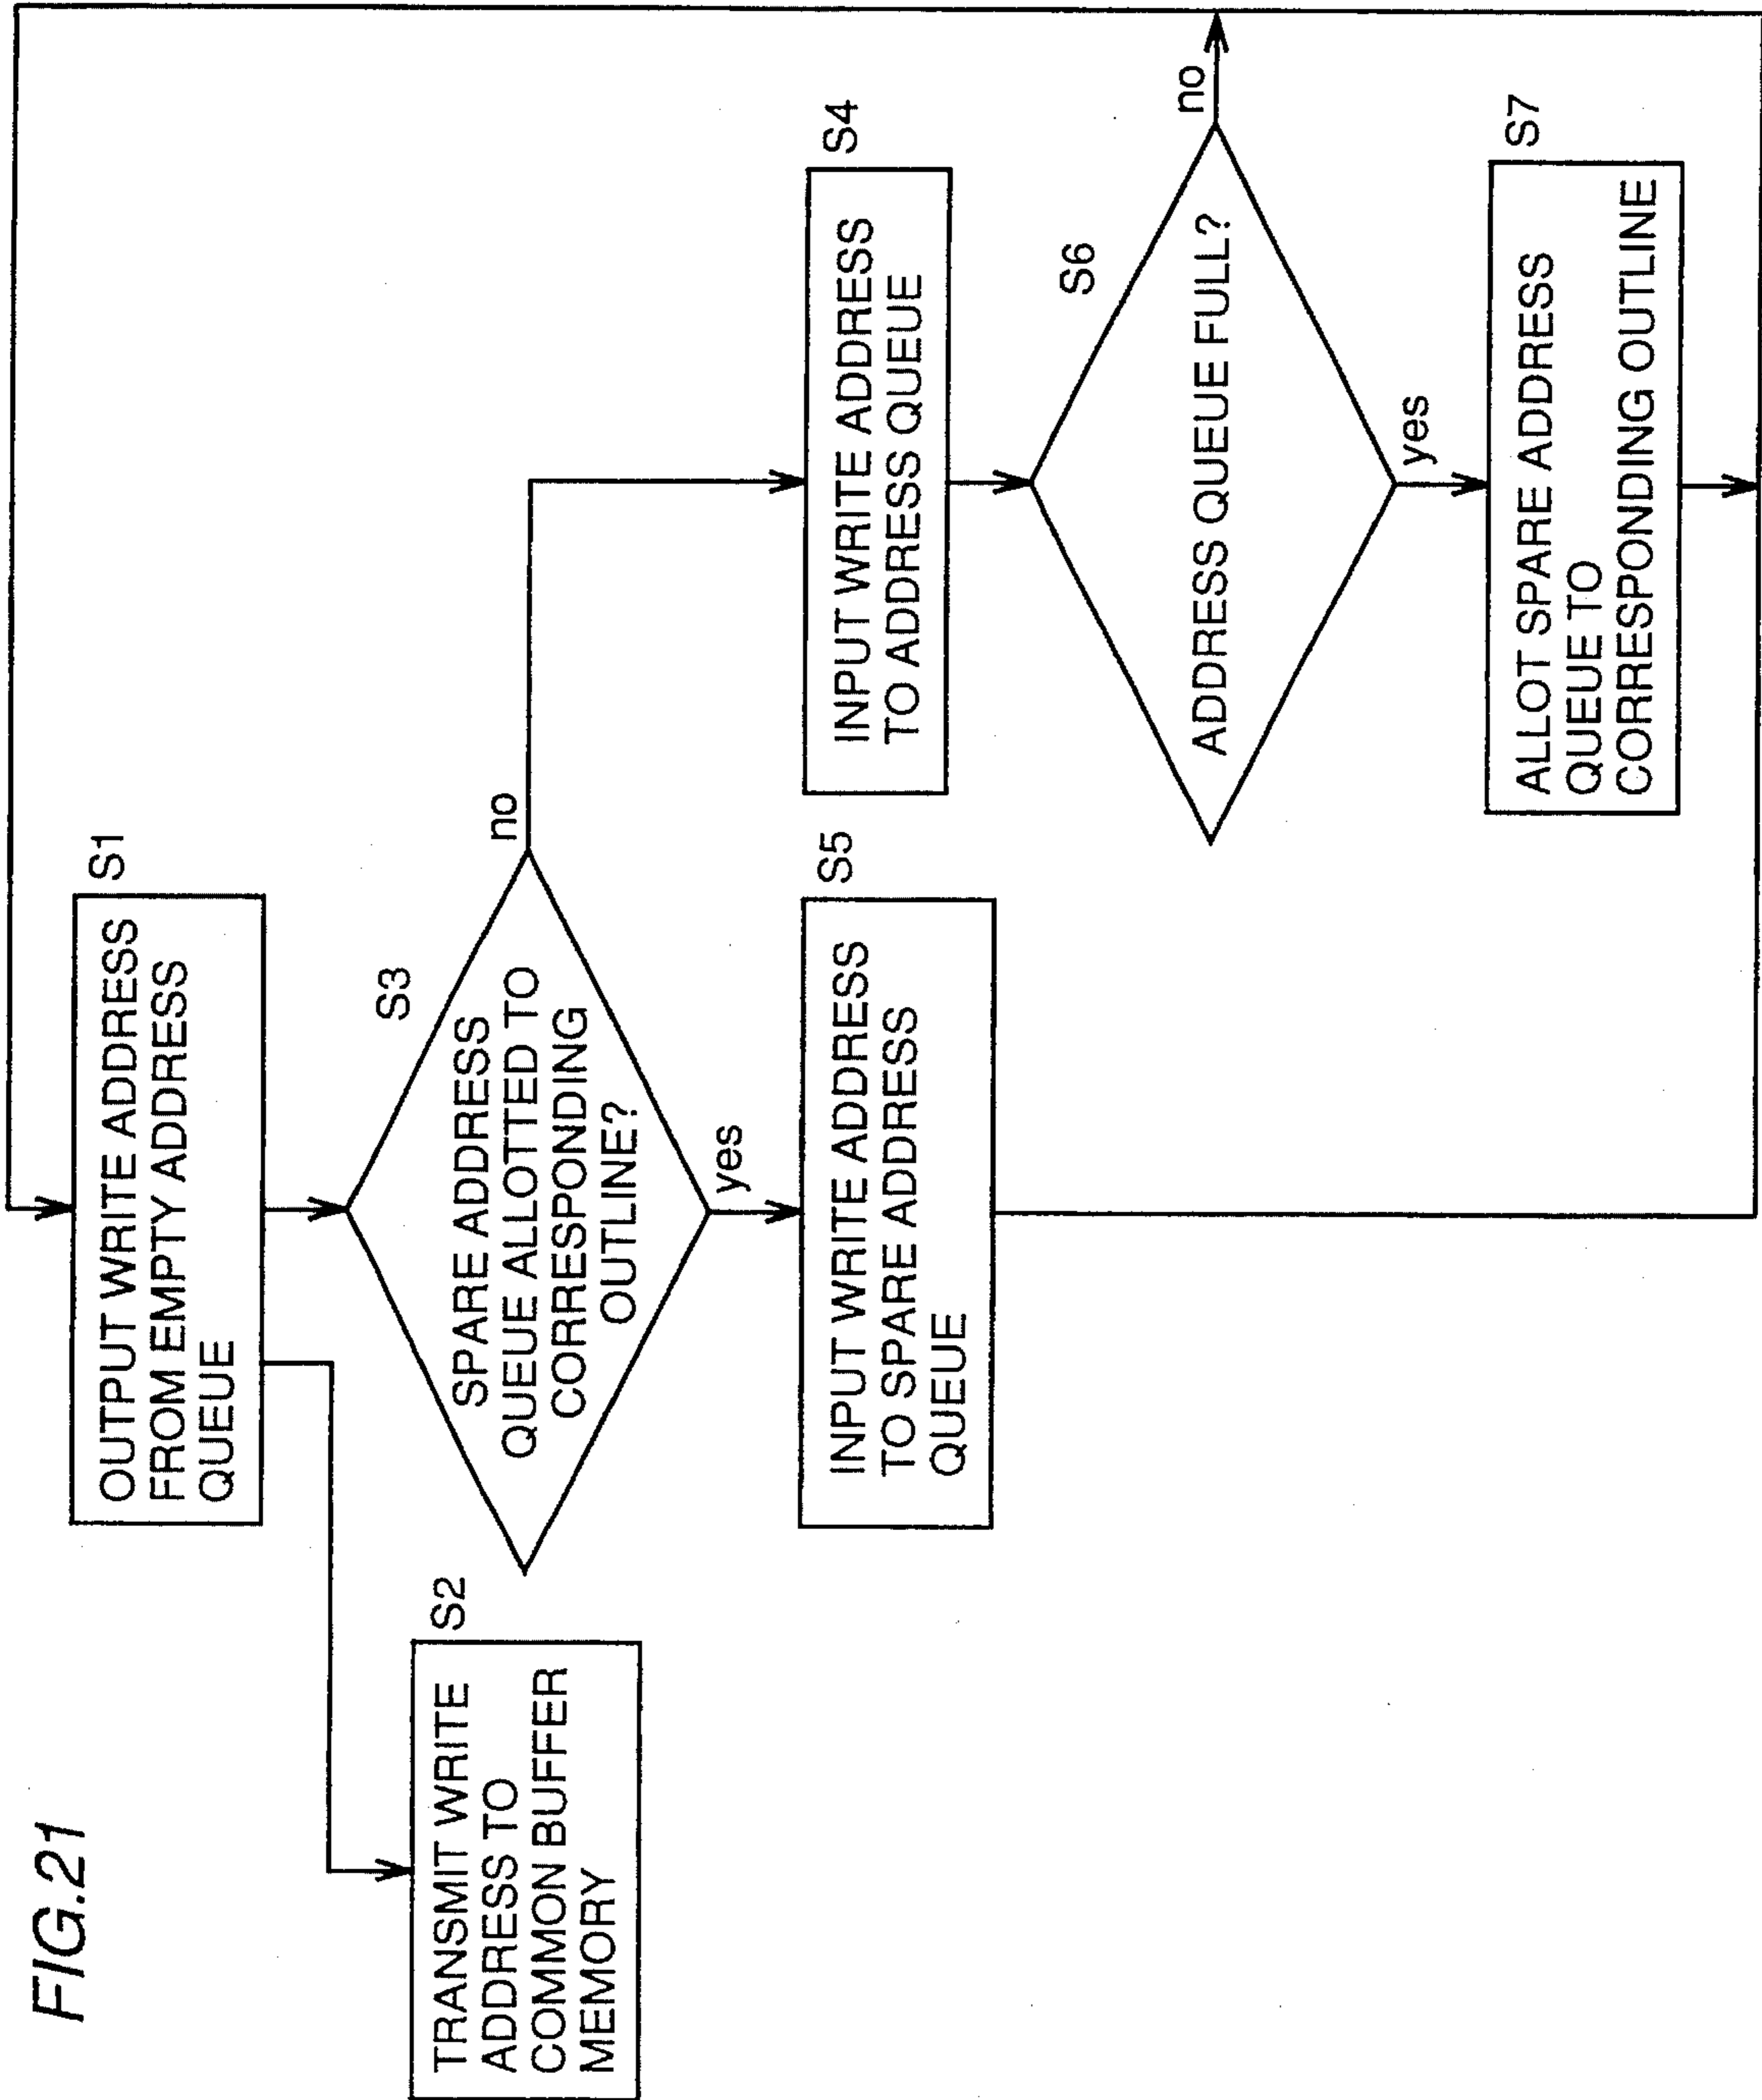 FIG.21
S1
OUTPUT WRITE ADDRESS
FROM EMPTY ADDRESS
QUEUE
S2
TRANSMIT WRITE
ADDRESS TO
COMMON BUFFER
MEMORY
S3
SPARE ADDRESS
QUEUE ALLOTTED TO
CORRESPONDING
OUTLINE?
no
yes
S5
INPUT WRITE ADDRESS
TO SPARE ADDRESS
QUEUE
S4
INPUT WRITE ADDRESS
TO ADDRESS QUEUE
S6
ADDRESS QUEUE FULL?
no
yes
S7
ALLOT SPARE ADDRESS
QUEUE TO
CORRESPONDING OUTLINE